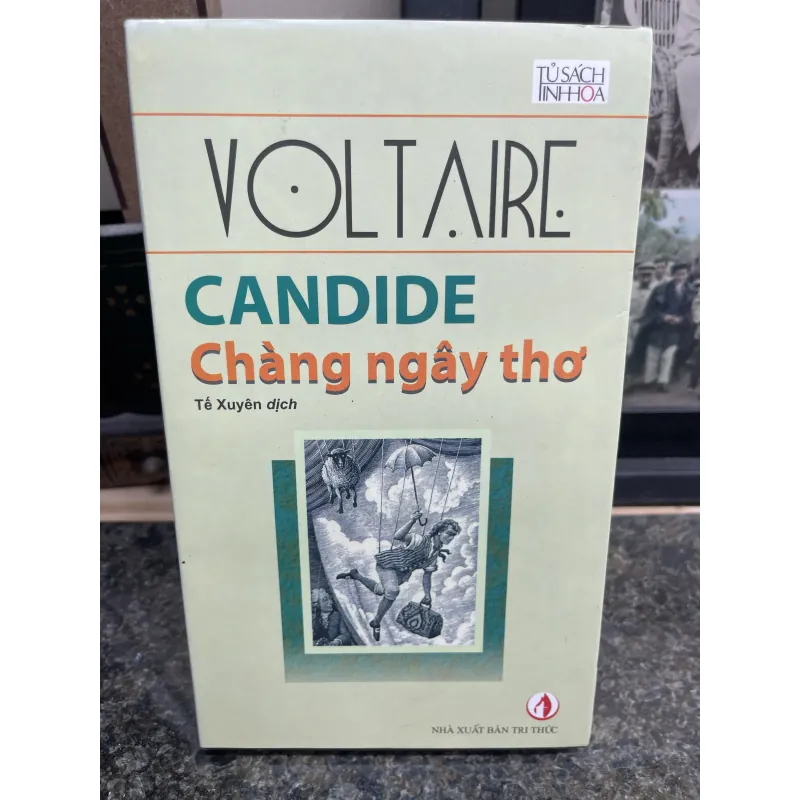 TỦ SÁCH
TINH HOA
VOLTAIRE
CANDIDE
Chàng ngây thơ
Tế Xuyên dịch
NHÀ XUẤT BẢN TRI THỨC